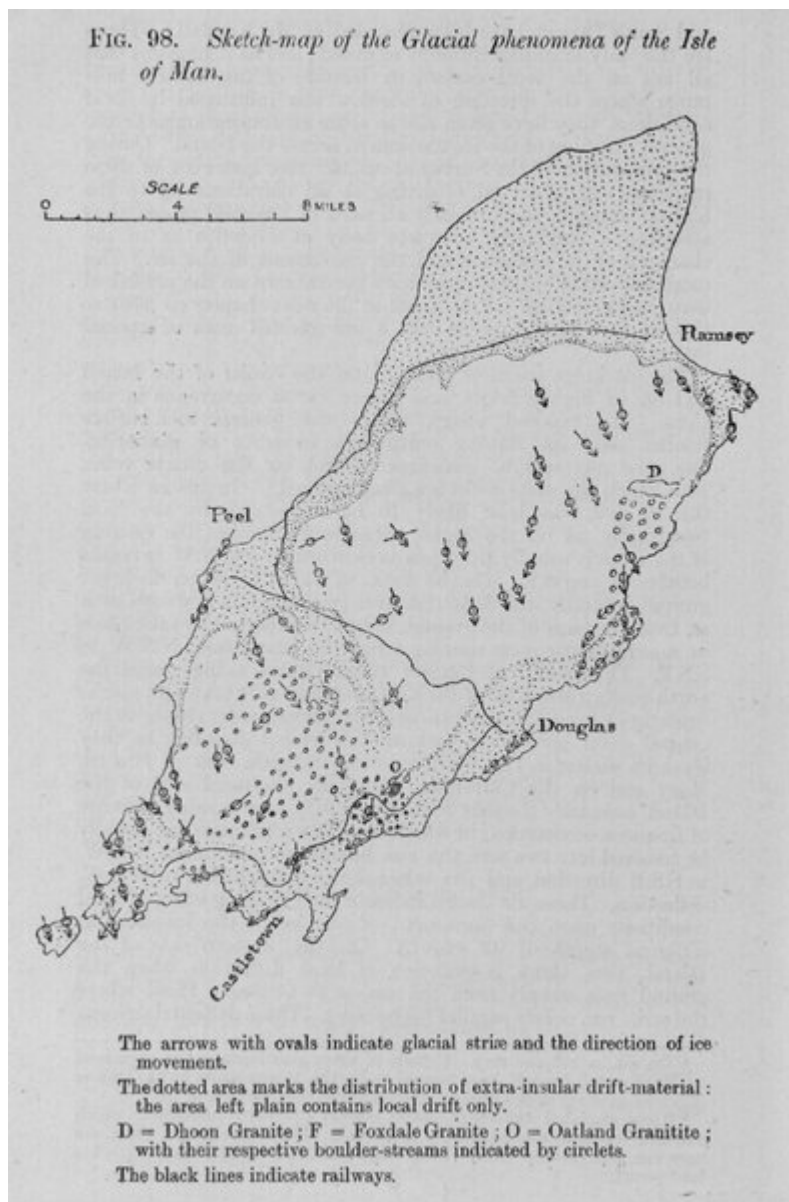 FIG. 98. Sketch-map of the Glacial phenomena of the Isle
of Man.
SCALE
0 4 8 MILES
Ramsey
D
Peel
F
Douglas
O
Castletown
The arrows with ovals indicate glacial striæ and the direction of ice
movement.
The dotted area marks the distribution of extra-insular drift-material :
the area left plain contains local drift only.
D = Dhoon Granite ; F = Foxdale Granite ; O = Oatland Granitite ;
with their respective boulder-streams indicated by circlets.
The black lines indicate railways.